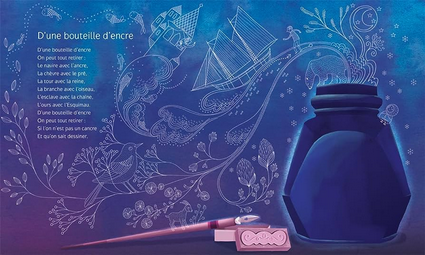 D'une bouteille d'encre
D'une bouteille d'encre
On peut tout retirer :
Le navire avec l'ancre,
La chèvre avec le pré,
La tour avec la reine,
La branche avec l'oiseau,
L'esclave avec la chaîne,
L'ours avec l'Esquimau
D'une bouteille d'encre
On peut tout retirer :
Si l'on n'est pas un cancre
Et qu'on sait dessiner.